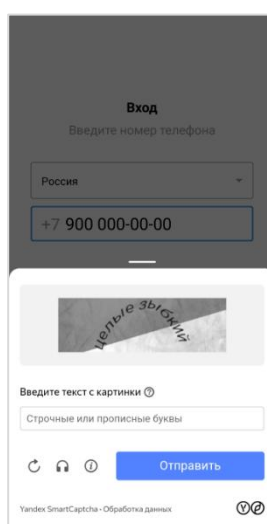 Вход
Введите номер телефона
Россия
+7 900 000-00-00
целые зыбкий
Введите текст с картинки
Строчные или прописные буквы
Отправить
Yandex SmartCaptcha • Обработка данных